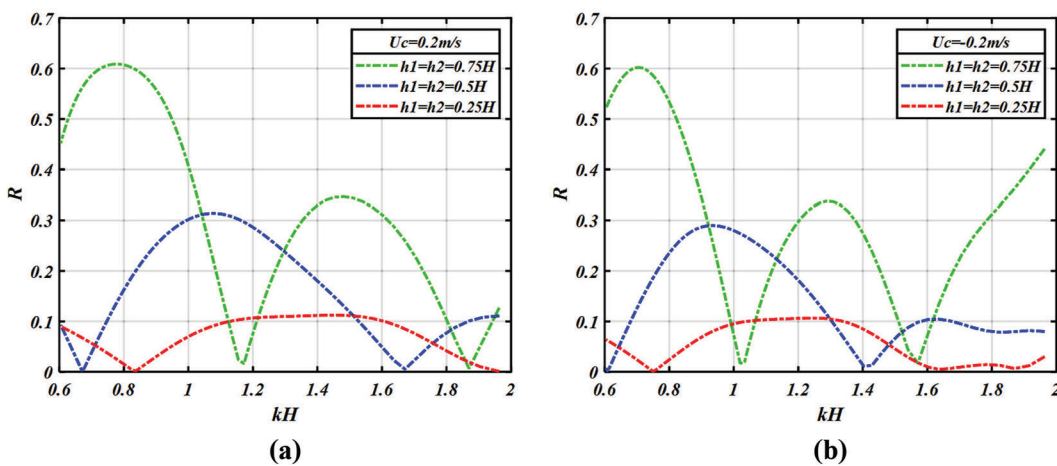 0.7
0.6
0.5
0.4
0.3
0.2
0.1
0
R
0.6 0.8 1 1.2 1.4 1.6 1.8 2
kH
Uc=0.2m/s
h1=h2=0.75H
h1=h2=0.5H
h1=h2=0.25H
(a)
0.7
0.6
0.5
0.4
0.3
0.2
0.1
0
R
0.6 0.8 1 1.2 1.4 1.6 1.8 2
kH
Uc=-0.2m/s
h1=h2=0.75H
h1=h2=0.5H
h1=h2=0.25H
(b)